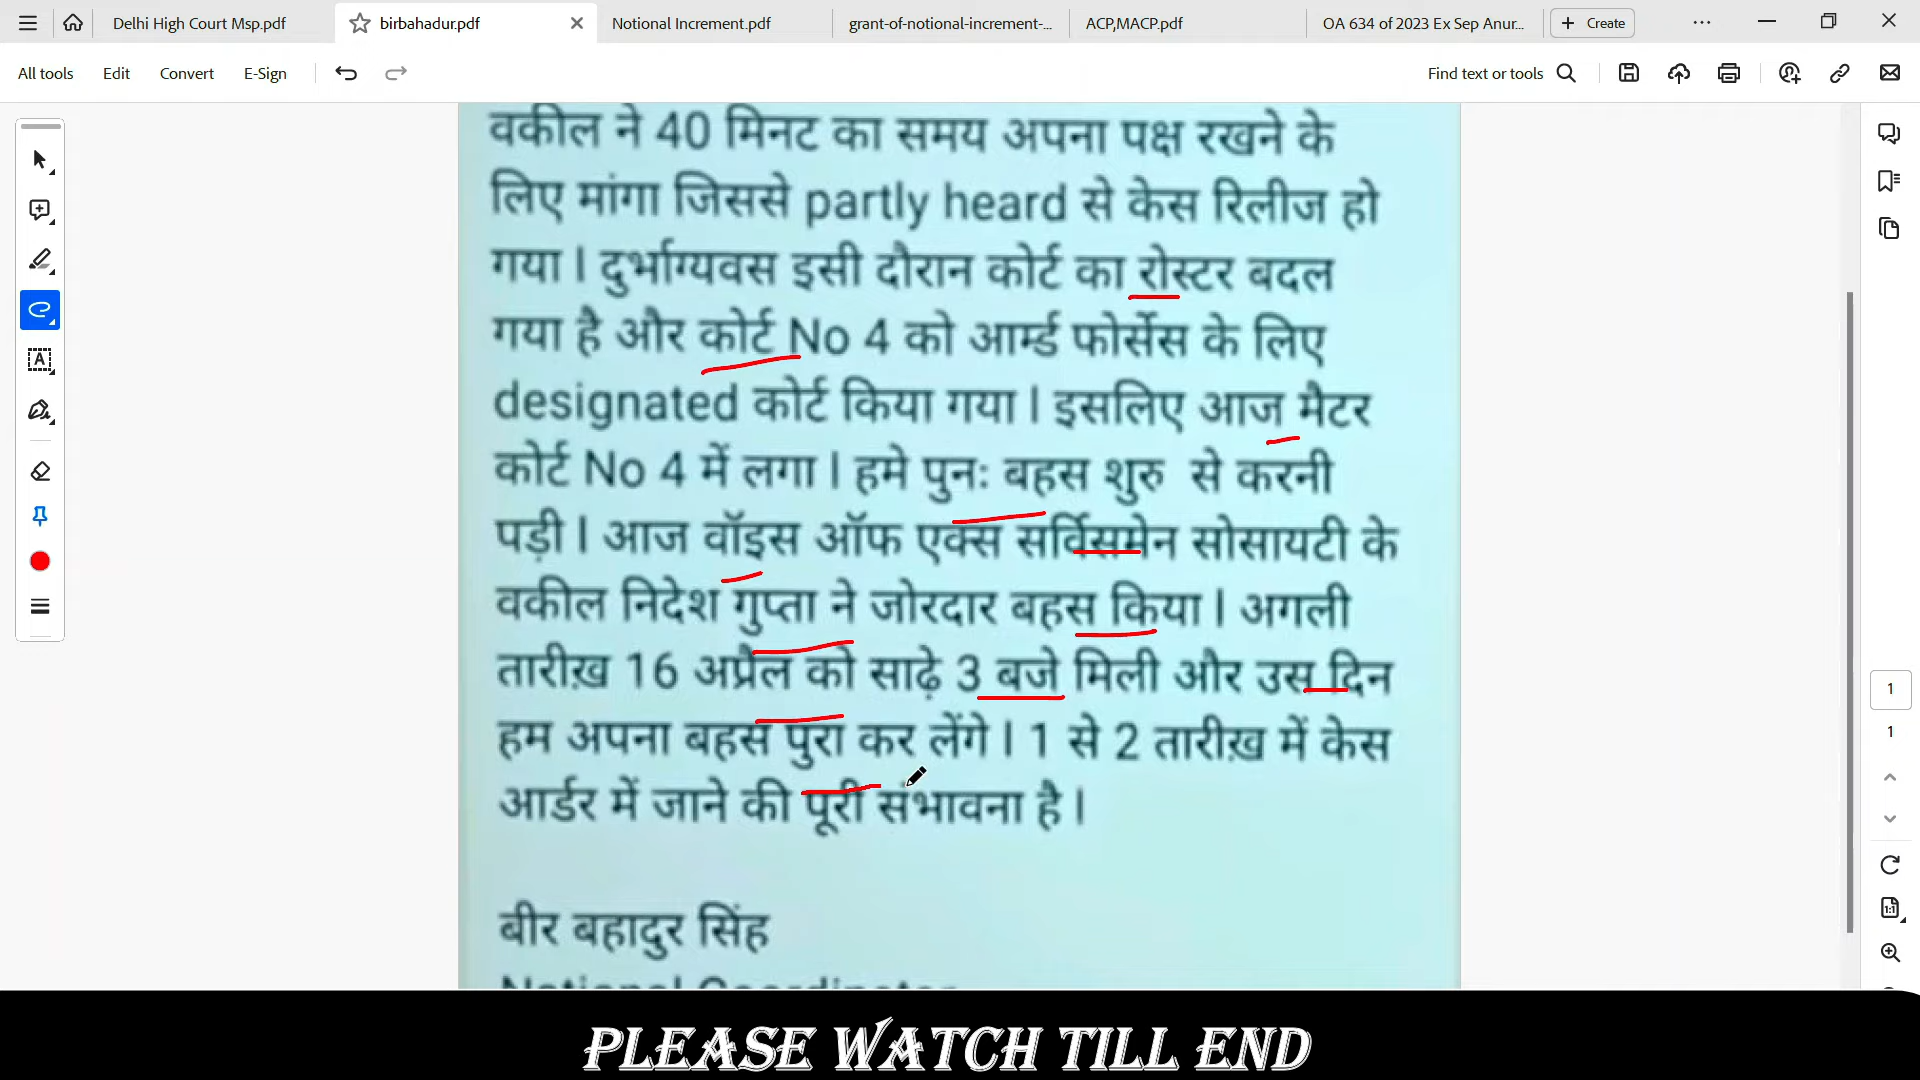 Delhi High Court Msp.pdf
birbahadur.pdf
Notional Increment.pdf
grant-of-notional-increment-...
ACP,MACP.pdf
OA 634 of 2023 Ex Sep Anur...
Create
All tools
Edit
Convert
E-Sign
Find text or tools
वकील ने 40 मिनट का समय अपना पक्ष रखने के
लिए मांगा जिससे partly heard से केस रिलीज हो
गया । दुर्भाग्यवस इसी दौरान कोर्ट का रोस्टर बदल
गया है और कोर्ट No 4 को आर्म्ड फोर्सेस के लिए
designated कोर्ट किया गया । इसलिए आज मैटर
कोर्ट No 4 में लगा । हमे पुनः बहस शुरु से करनी
पड़ी । आज वॉइस ऑफ एक्स सर्विसमेन सोसायटी के
वकील निदेश गुप्ता ने जोरदार बहस किया । अगली
तारीख़ 16 अप्रैल को साढ़े 3 बजे मिली और उस दिन
हम अपना बहस पुरा कर लेंगे । 1 से 2 तारीख़ में केस
आर्डर में जाने की पूरी संभावना है ।
बीर बहादुर सिंह
1
1
PLEASE WATCH TILL END